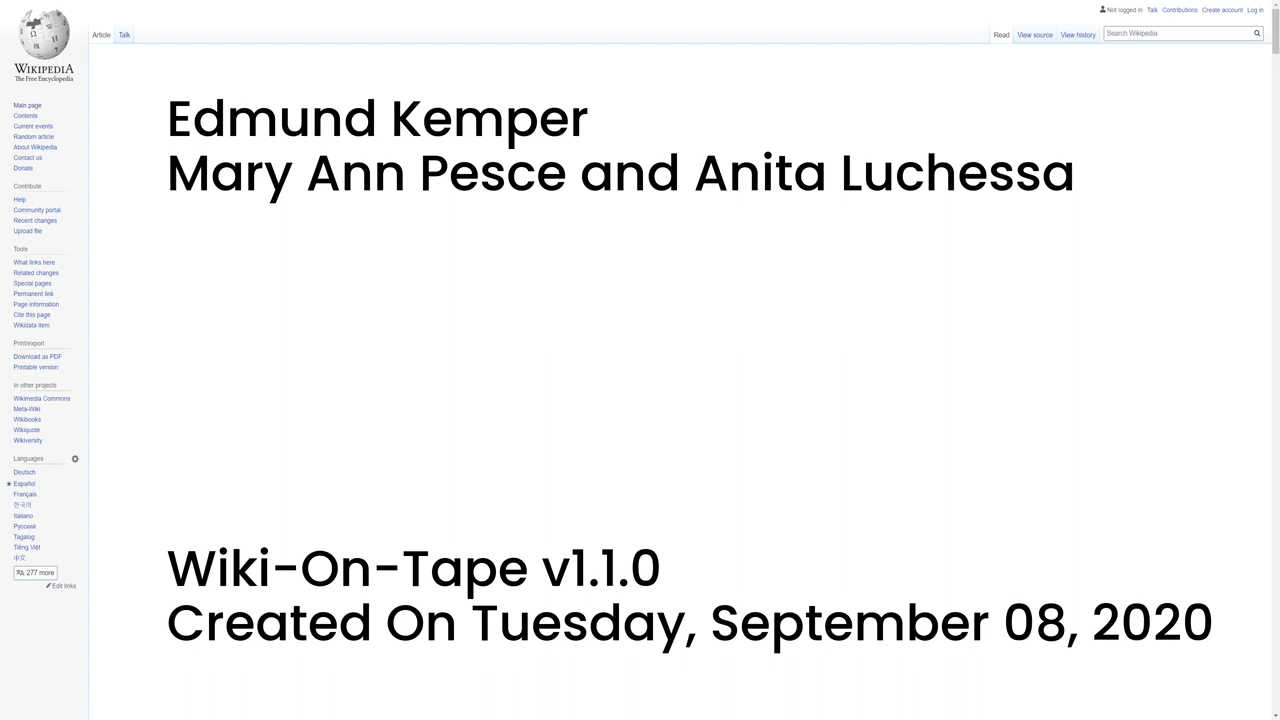 Not logged in Talk Contributions Create account Log in
Article Talk Read View source View history Search Wikipedia
WIKIPEDIA
The Free Encyclopedia
Main page
Contents
Current events
Random article
About Wikipedia
Contact us
Donate
Contribute
Help
Community portal
Recent changes
Upload file
Tools
What links here
Related changes
Special pages
Permanent link
Page information
Cite this page
Wikidata item
Print/export
Download as PDF
Printable version
In other projects
Wikimedia Commons
Meta-Wiki
Wikibooks
Wikiquote
Wikiversity
Languages
Deutsch
Español
Français
한국어
Italiano
Русский
Tagalog
Tiếng Việt
中文
277 more
Edit links
Edmund Kemper
Mary Ann Pesce and Anita Luchessa
Wiki-On-Tape v1.1.0
Created On Tuesday, September 08, 2020